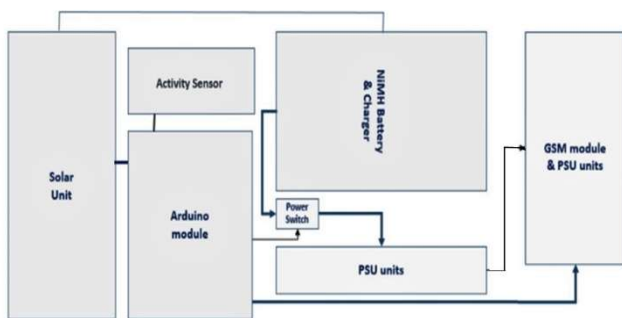 Solar
Unit
Activity Sensor
Arduino
module
NiMH Battery
& Charger
Power
Switch
PSU units
GSM module
& PSU units